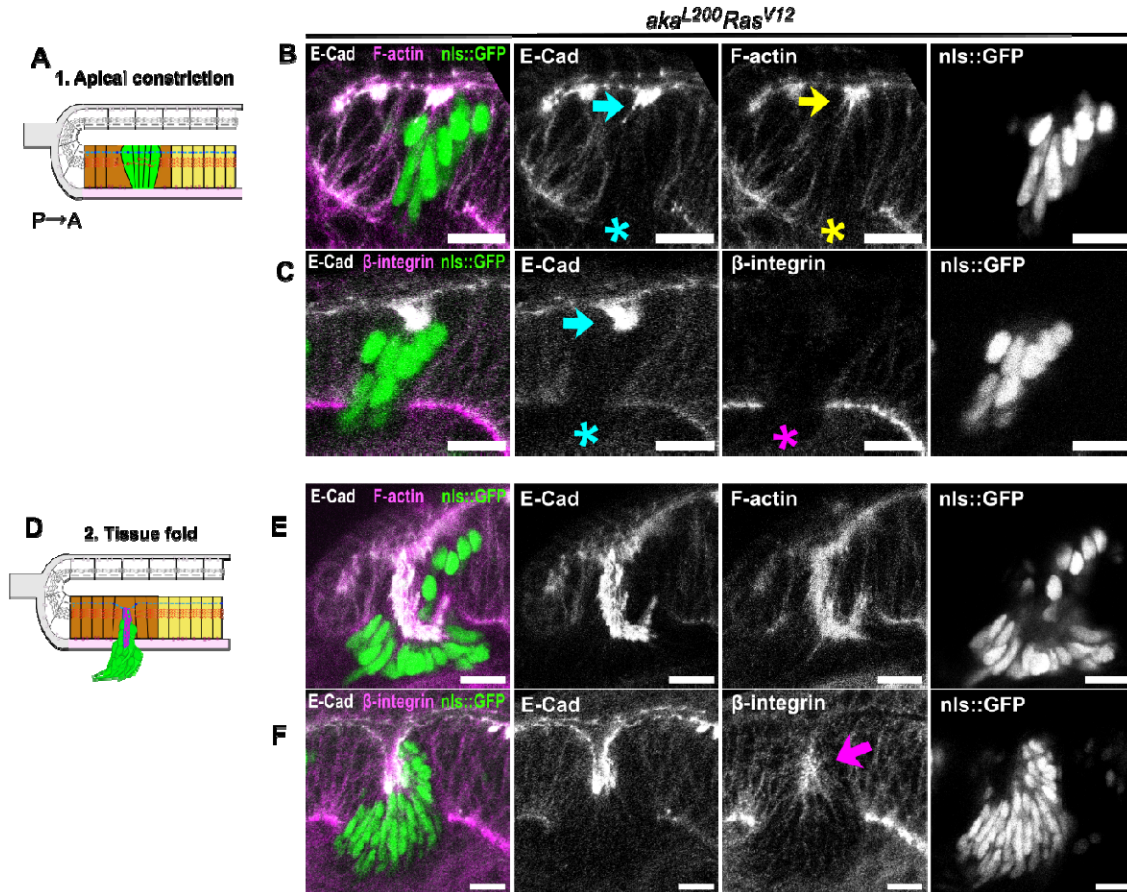 aka^L200 Ras^V12
A
1. Apical constriction
P→A
B
E-Cad F-actin nls::GFP
E-Cad
F-actin
nls::GFP
*
*
C
E-Cad β-integrin nls::GFP
E-Cad
β-integrin
nls::GFP
*
*
D
2. Tissue fold
E
E-Cad F-actin nls::GFP
E-Cad
F-actin
nls::GFP
F
E-Cad β-integrin nls::GFP
E-Cad
β-integrin
nls::GFP